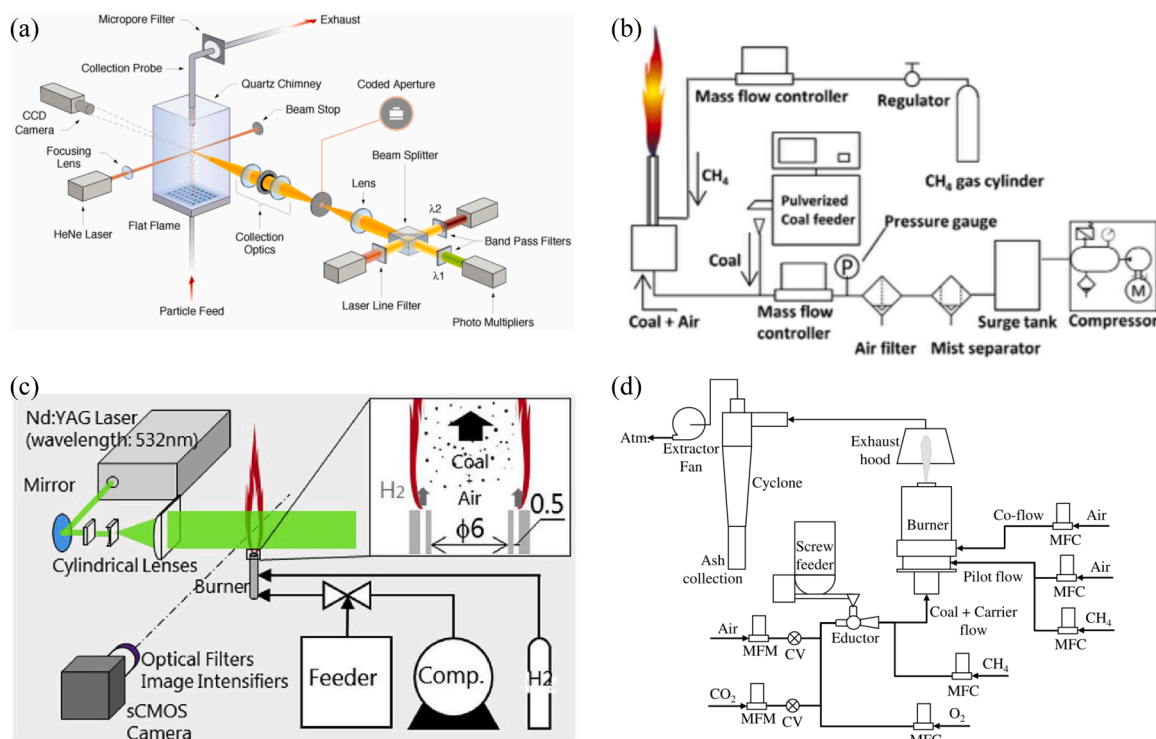 (a)
Micropore Filter
Exhaust
Collection Probe
Quartz Chimney
Coded Aperture
CCD
Camera
Beam Stop
Focusing
Lens
Beam Splitter
Lens
λ2
HeNe Laser
Flat Flame
Collection
Optics
Band Pass Filters
λ1
Laser Line Filter
Particle Feed
Photo Multipliers
(b)
Mass flow controller
Regulator
CH4
CH4 gas cylinder
Pulverized
Coal feeder
Pressure gauge
Coal
P
M
Coal + Air
Mass flow
controller
Air filter
Mist separator
Surge tank
Compressor
(c)
Nd:YAG Laser
(wavelength: 532nm)
Mirror
Cylindrical Lenses
Coal
+
Air
H2
ϕ6
0.5
Burner
Optical Filters
Image Intensifiers
sCMOS
Camera
Feeder
Comp.
H2
(d)
Atm.
Extractor
Fan
Exhaust
hood
Cyclone
Burner
Co-flow
Air
MFC
Ash
collection
Screw
feeder
Pilot flow
Air
MFC
Coal + Carrier
flow
CH4
MFC
Air
MFM
CV
Eductor
CH4
MFC
CO2
MFM
CV
O2
MFC